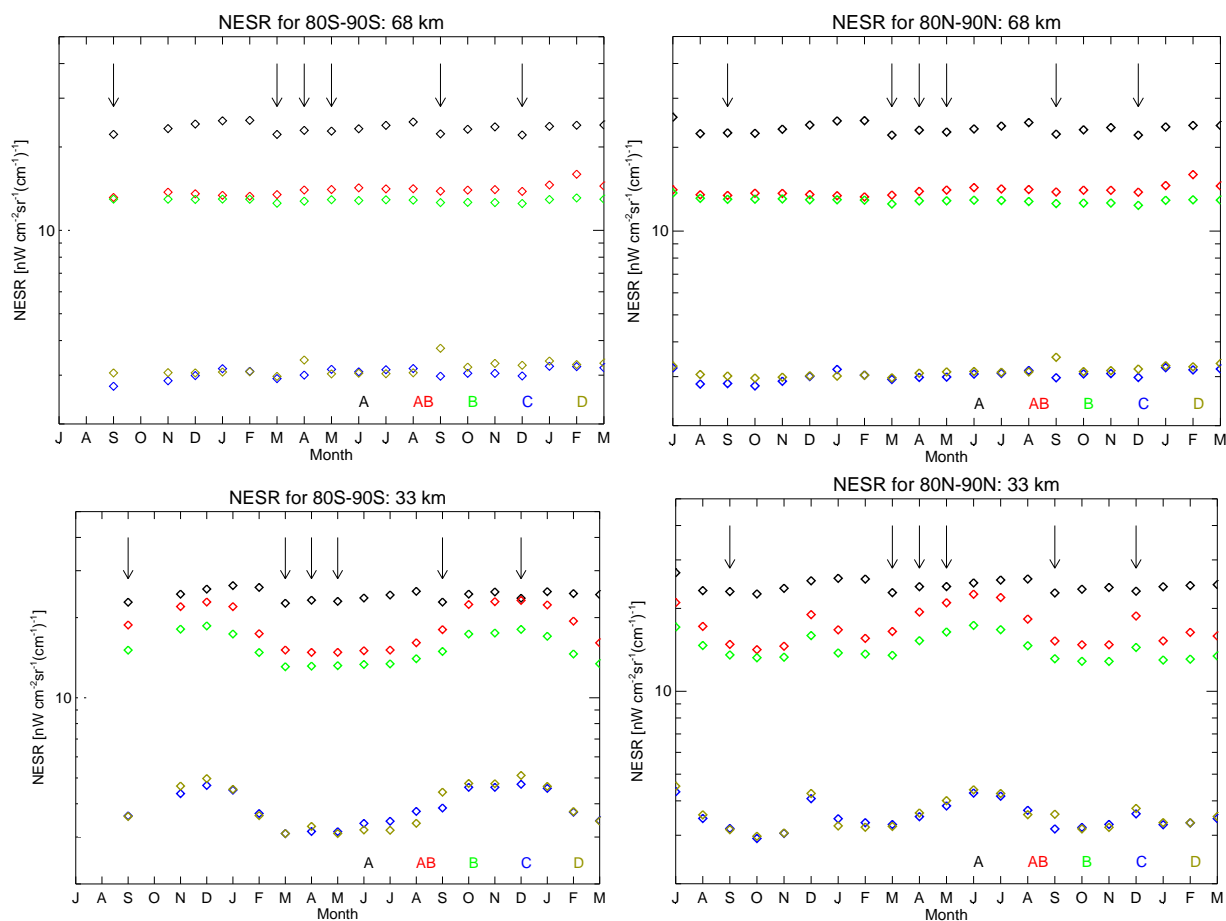 NESR for 80S-90S: 68 km
NESR [nW cm-2sr-1(cm-1)-1]
10
J A S O N D J F M A M J J A S O N D J F M
Month
A AB B C D
NESR for 80N-90N: 68 km
NESR [nW cm-2sr-1(cm-1)-1]
10
J A S O N D J F M A M J J A S O N D J F M
Month
A AB B C D
NESR for 80S-90S: 33 km
NESR [nW cm-2sr-1(cm-1)-1]
10
J A S O N D J F M A M J J A S O N D J F M
Month
A AB B C D
NESR for 80N-90N: 33 km
NESR [nW cm-2sr-1(cm-1)-1]
10
J A S O N D J F M A M J J A S O N D J F M
Month
A AB B C D